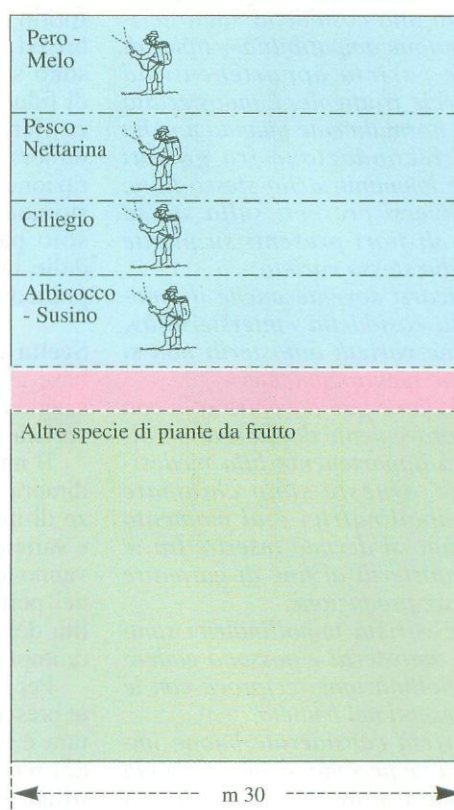 Pero -
Melo
Pesco
Nettarina
Ciliegio
Albicocco
- Susino
Altre specie di piante da frutto
m 30